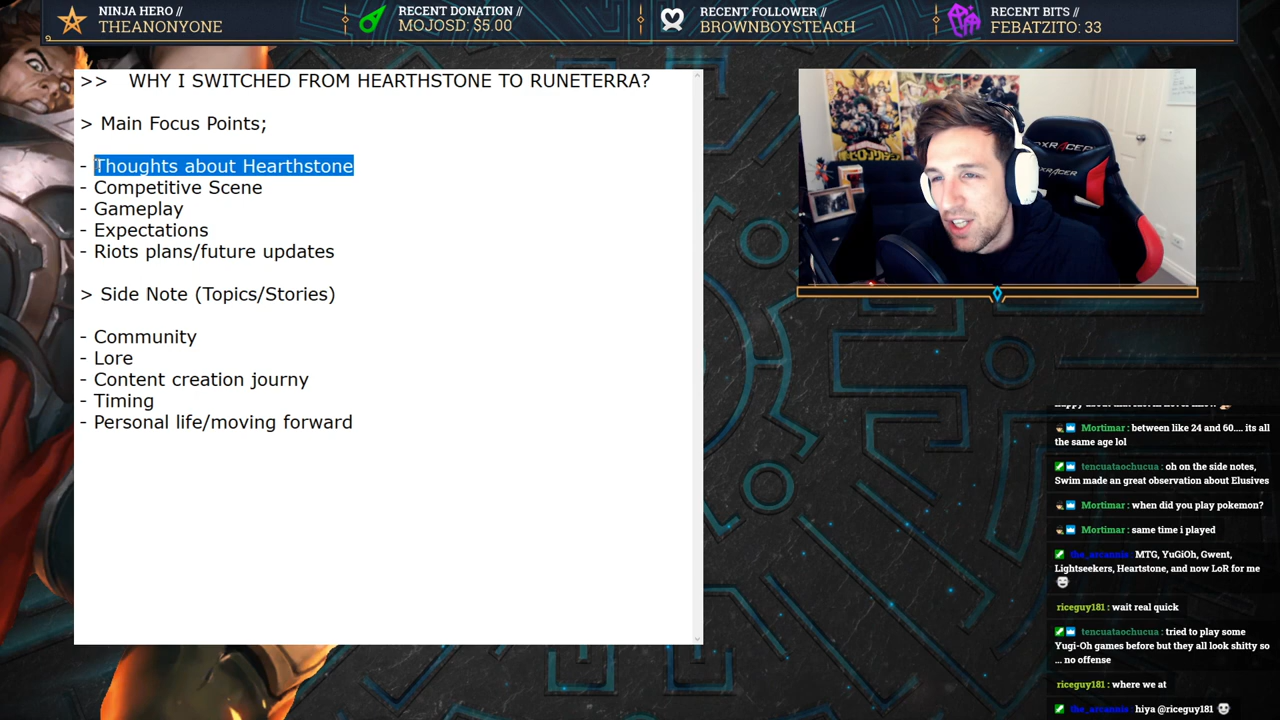 NINJA HERO //
THEANONYONE
RECENT DONATION //
MOJOSD: $5.00
RECENT FOLLOWER //
BROWNBOYSTEACH
RECENT BITS //
FEBATZITO: 33
>> WHY I SWITCHED FROM HEARTHSTONE TO RUNETERRA?
> Main Focus Points;
- Thoughts about Hearthstone
- Competitive Scene
- Gameplay
- Expectations
- Riots plans/future updates
> Side Note (Topics/Stories)
- Community
- Lore
- Content creation journy
- Timing
- Personal life/moving forward
DXRACER
Mortimar : between like 24 and 60.... its all
the same age lol
tencuataochucua : oh on the side notes,
Swim made an great observation about Elusives
Mortimar : when did you play pokemon?
Mortimar : same time i played
the_arcannis : MTG, YuGiOh, Gwent,
Lightseekers, Heartstone, and now LoR for me
riceguy181 : wait real quick
tencuataochucua : tried to play some
Yugi-Oh games before but they all look shitty so
... no offense
riceguy181 : where we at
the_arcannis : hiya @riceguy181